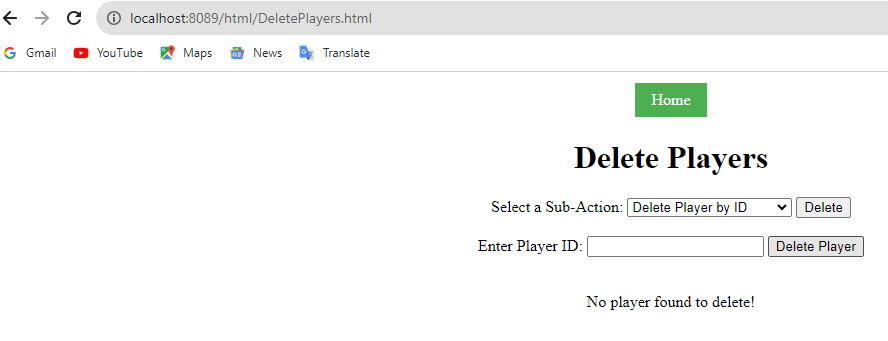 localhost:8089/html/DeletePlayers.html
Gmail YouTube Maps News Translate
Home
Delete Players
Select a Sub-Action: Delete Player by ID Delete
Enter Player ID: Delete Player
No player found to delete!